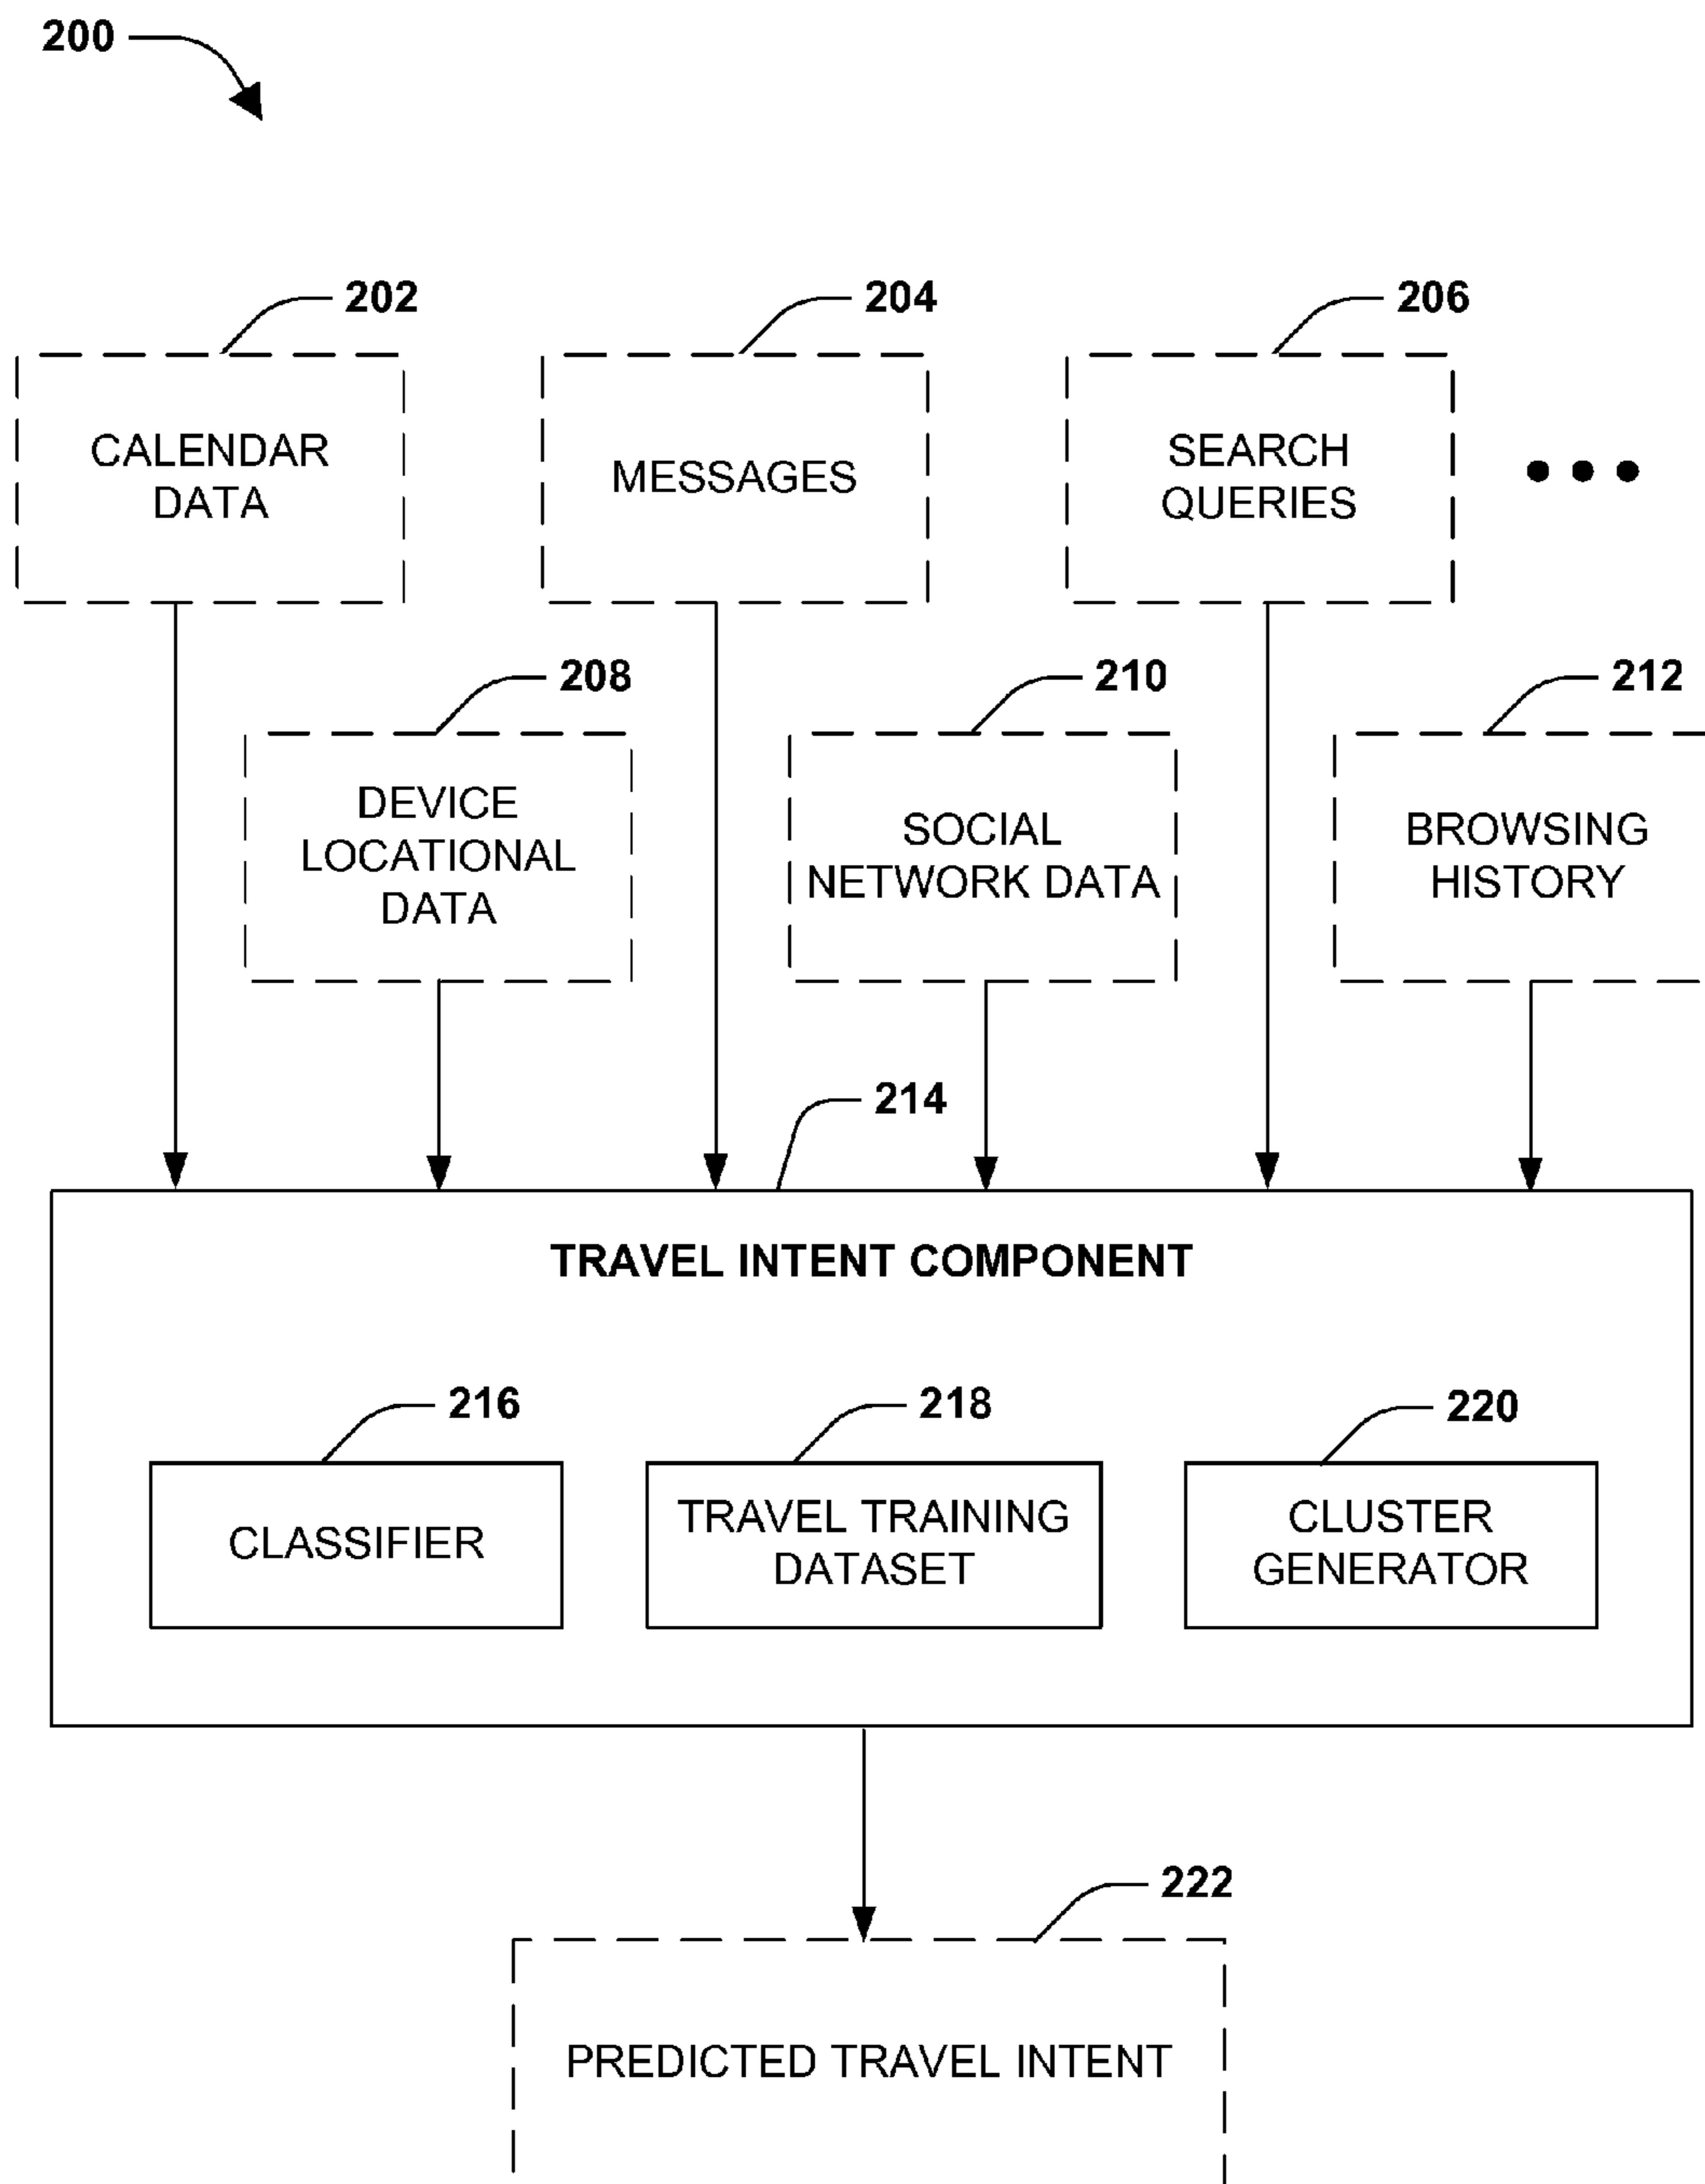 200
202
204
206
CALENDAR
DATA
MESSAGES
SEARCH
QUERIES
208
210
212
DEVICE
LOCATIONAL
DATA
SOCIAL
NETWORK DATA
BROWSING
HISTORY
214
TRAVEL INTENT COMPONENT
216
218
220
CLASSIFIER
TRAVEL TRAINING
DATASET
CLUSTER
GENERATOR
222
PREDICTED TRAVEL INTENT